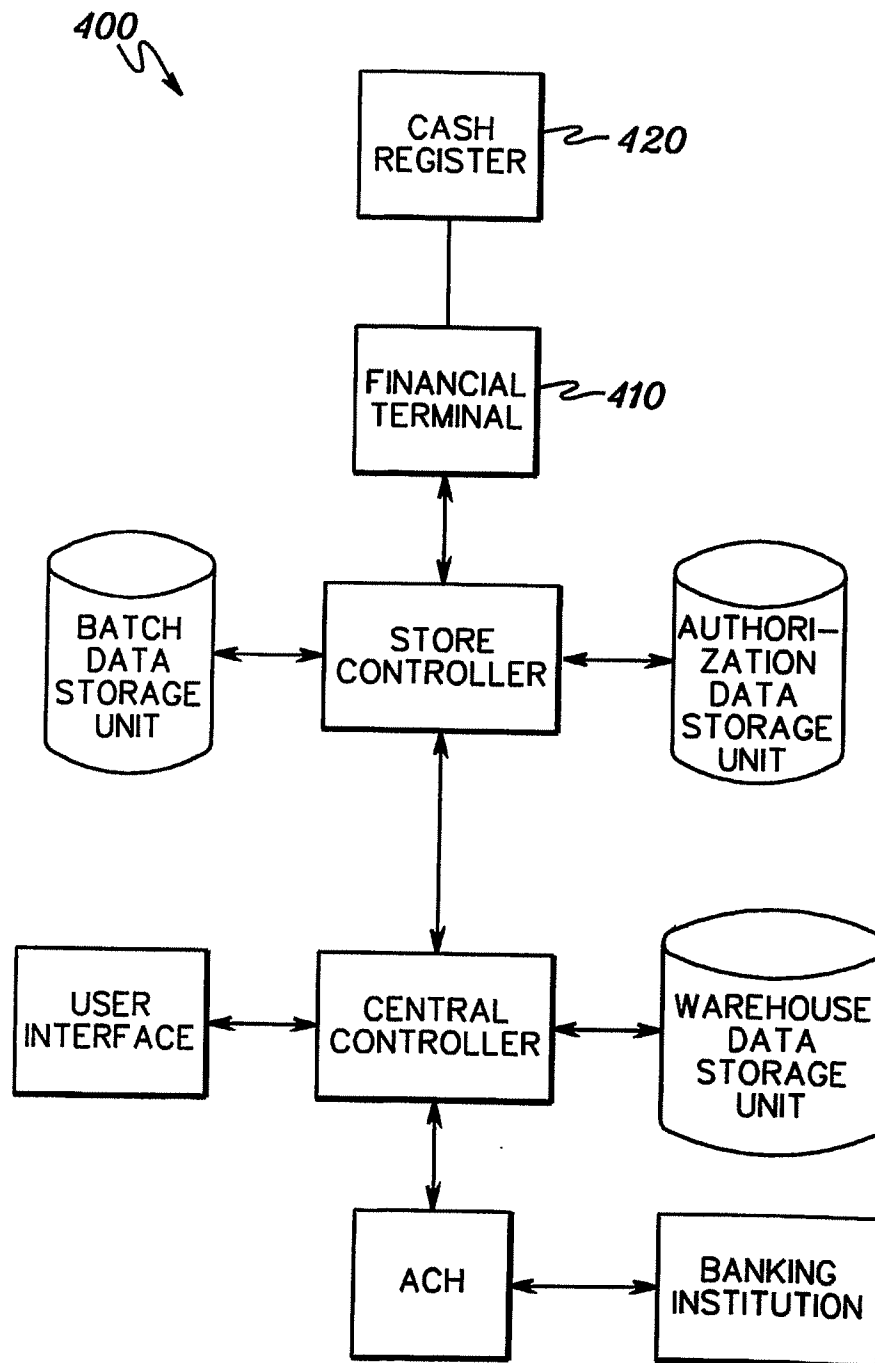 400
CASH
REGISTER
420
FINANCIAL
TERMINAL
410
BATCH
DATA
STORAGE
UNIT
STORE
CONTROLLER
AUTHORI-
ZATION
DATA
STORAGE
UNIT
USER
INTERFACE
CENTRAL
CONTROLLER
WAREHOUSE
DATA
STORAGE
UNIT
ACH
BANKING
INSTITUTION